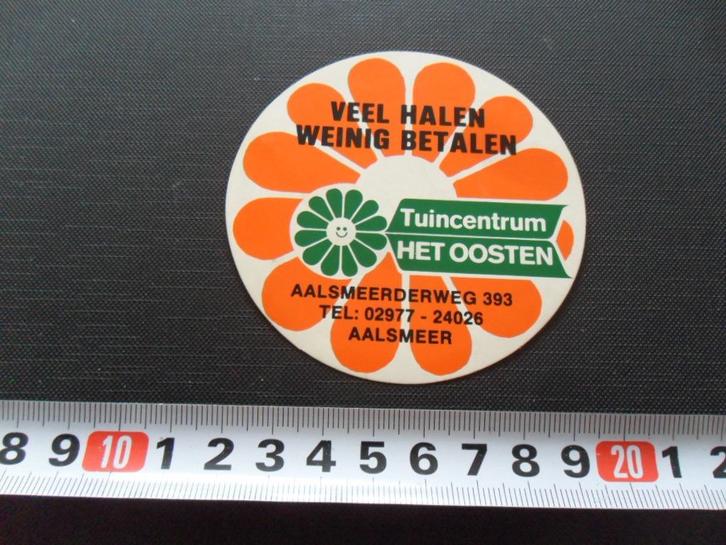 VEEL HALEN
WEINIG BETALEN
Tuincentrum
HET OOSTEN
AALSMEERDERWEG 393
TEL: 02977 - 24026
AALSMEER
8 9 10 1 2 3 4 5 6 7 8 9 20 1 2